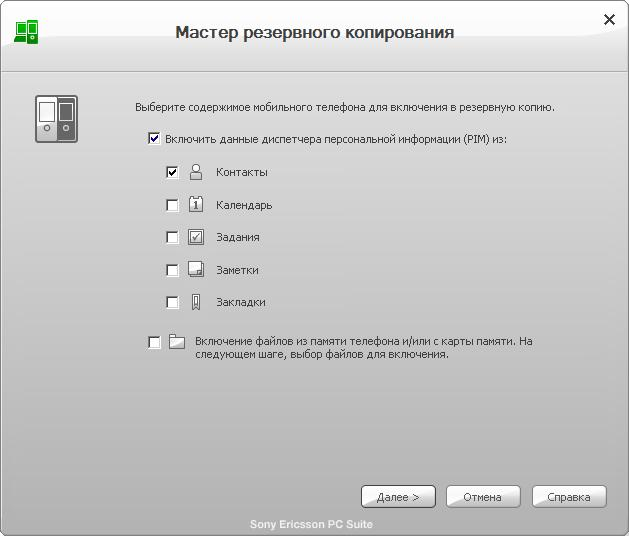 Мастер резервного копирования
Выберите содержимое мобильного телефона для включения в резервную копию.
Включить данные диспетчера персональной информации (PIM) из:
Контакты
1
Календарь
Задания
Заметки
Закладки
Включение файлов из памяти телефона и/или с карты памяти. На
следующем шаге, выбор файлов для включения.
Далее >
Отмена
Справка
Sony Ericsson PC Suite